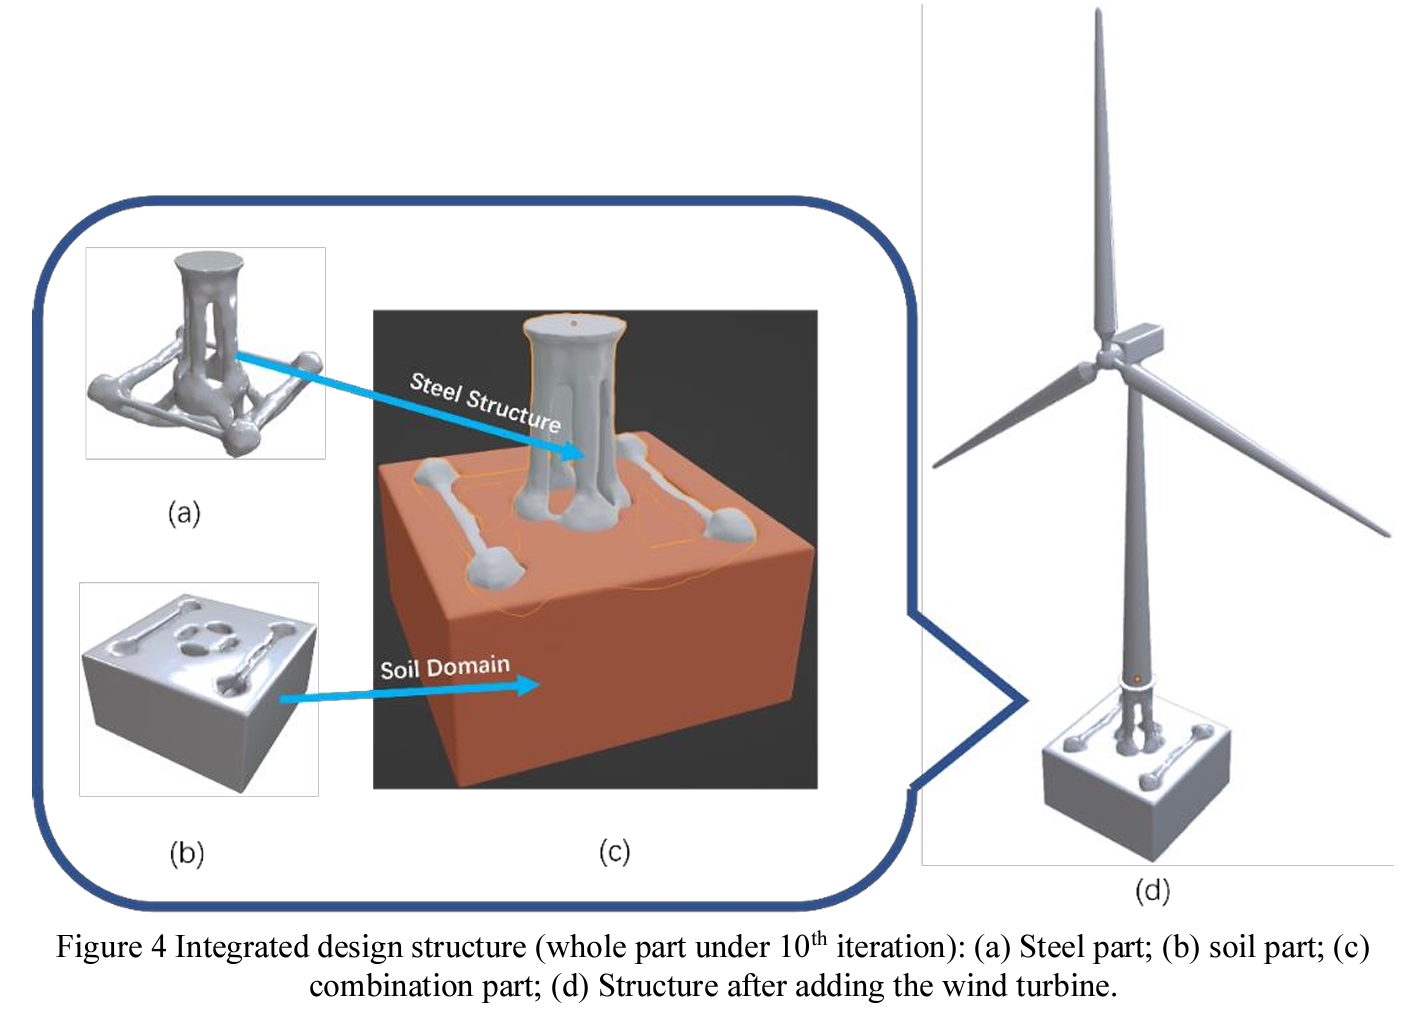 Steel Structure
(a)
Soil Domain
(b)
(c)
(d)
Figure 4 Integrated design structure (whole part under 10th iteration): (a) Steel part; (b) soil part; (c)
combination part; (d) Structure after adding the wind turbine.